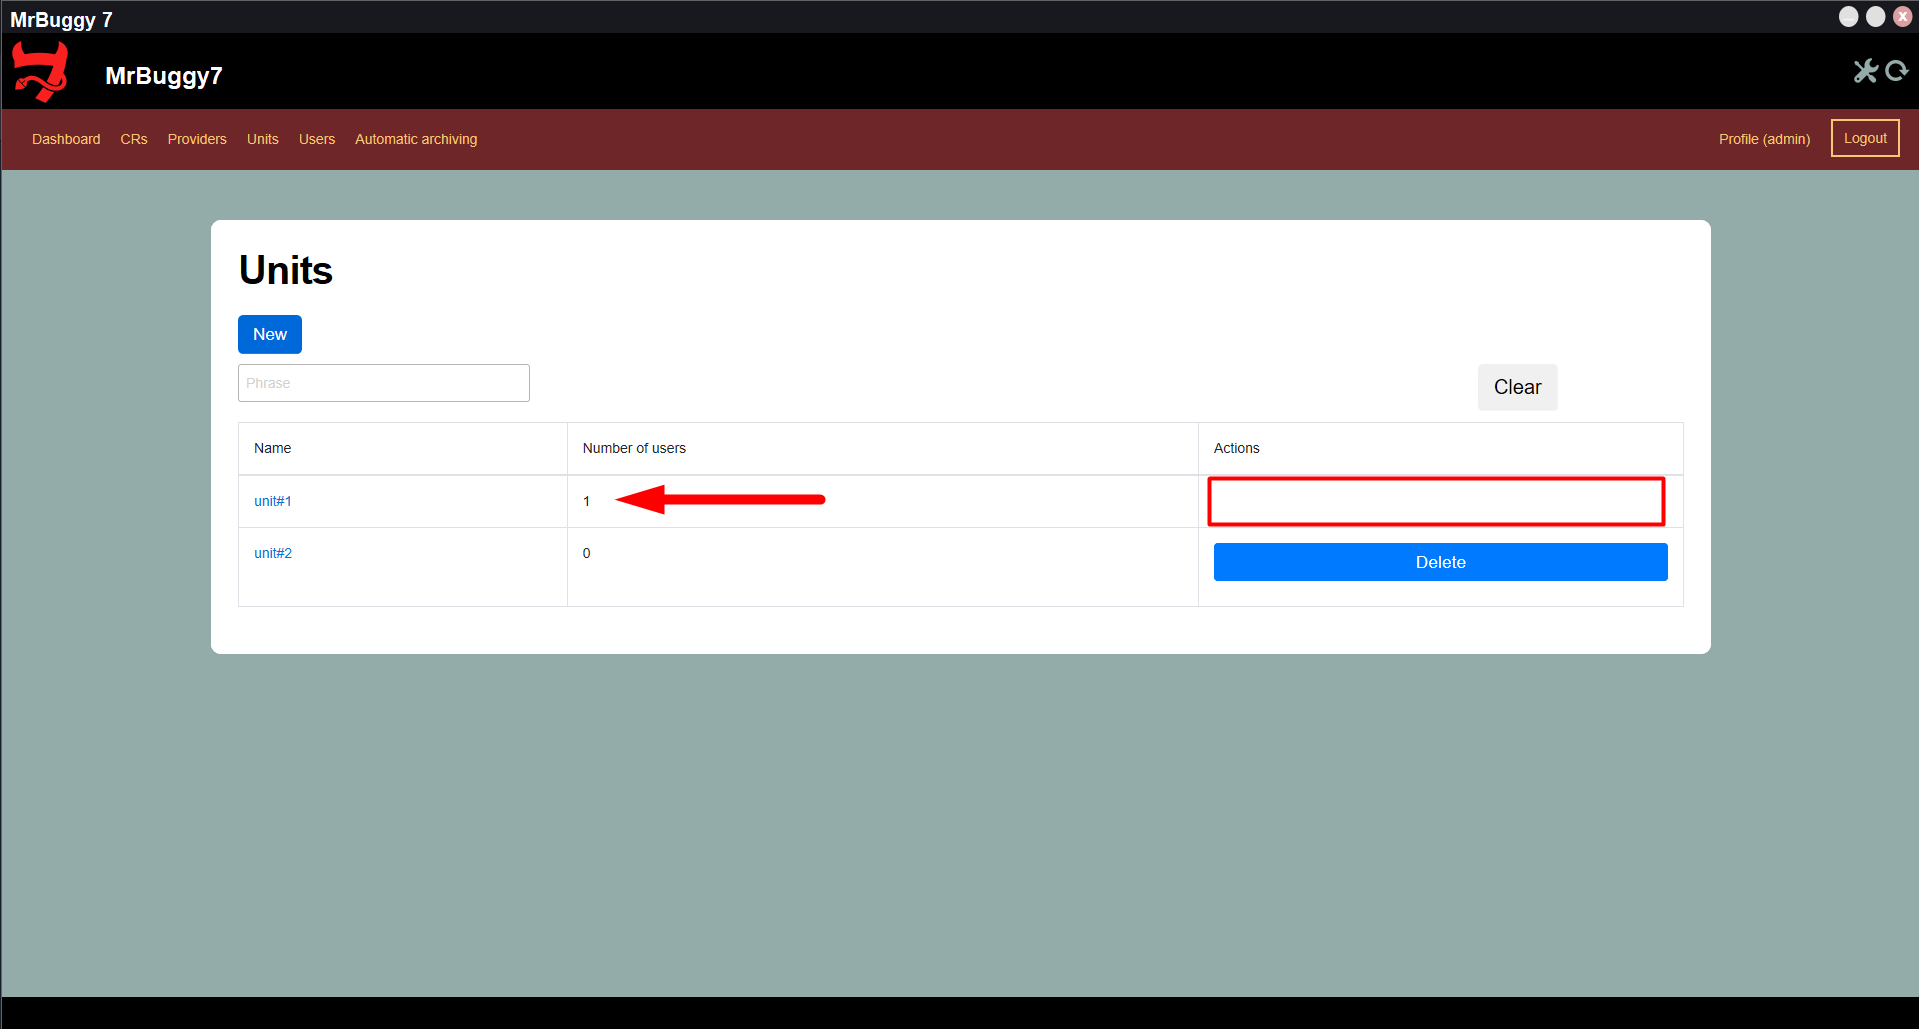 MrBuggy 7
MrBuggy7
Dashboard CRs Providers Units Users Automatic archiving Profile (admin) Logout
Units
New
Phrase Clear
Name Number of users Actions
unit#1 1
unit#2 0 Delete